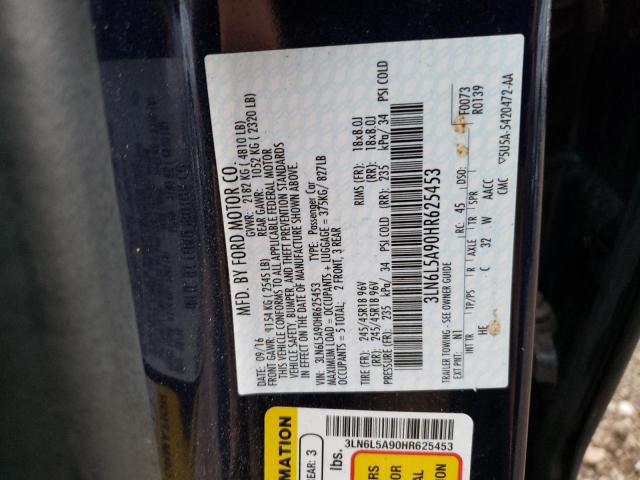 MFD. BY FORD MOTOR CO.
DATE: 09/16 GVWR: 2182 KG ( 4810 LB)
FRONT GAWR: 1154 KG ( 2545 LB) REAR GAWR: 1052 KG ( 2320 LB)
THIS VEHICLE CONFORMS TO ALL APPLICABLE FEDERAL MOTOR
VEHICLE SAFETY, BUMPER, AND THEFT PREVENTION STANDARDS
IN EFFECT ON THE DATE OF MANUFACTURE SHOWN ABOVE.
VIN: 3LN6L5A90HR625453 TYPE: Passenger Car
MAXIMUM LOAD = OCCUPANTS + LUGGAGE = 375KG/ 827LB
OCCUPANTS = 5 TOTAL: 2 FRONT, 3 REAR
TIRE (FR): 245/45R18 96V RIMS (FR): 18x8.0J
(RR): 245/45R18 96V (RR): 18x8.0J
PRESSURE (FR): 235 kPa/ 34 PSI COLD (RR): 235 kPa/ 34 PSI COLD
3LN6L5A90HR625453
TRAILER TOWING - SEE OWNER GUIDE F0073
EXT PNT: N1 RC: 45 DSO: R0139
INT TR TP/PS R AXLE TR SPR
HE C 32 W AACC
GMC 5U5A-5420472-AA
3LN6L5A90HR625453
REAR: 3
lbs.